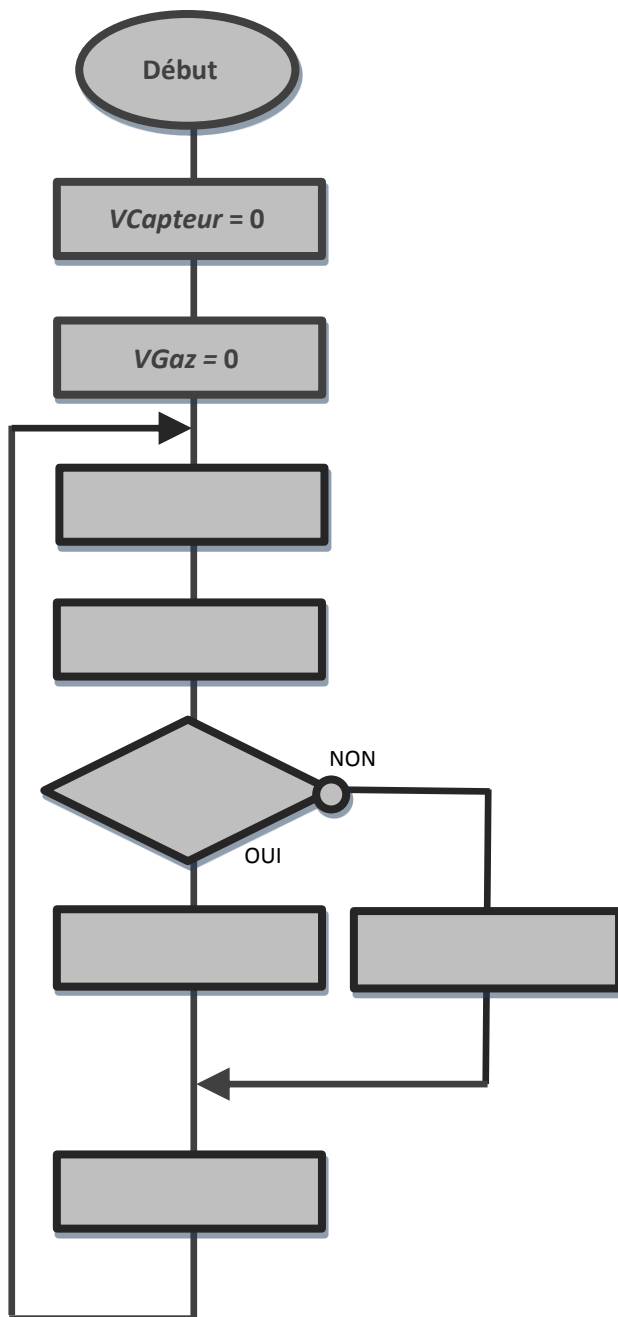 Début
VCapteur = 0
VGaz = 0
NON
OUI